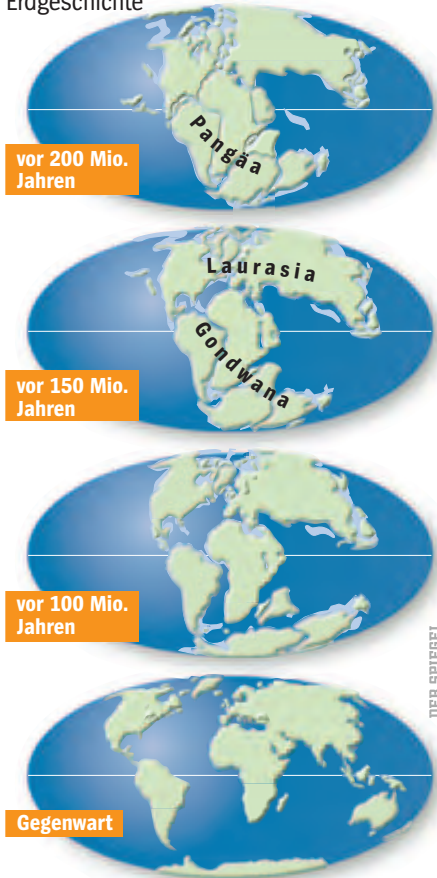 Erdgeschichte
Pangäa
vor 200 Mio.
Jahren
Laurasia
Gondwana
vor 150 Mio.
Jahren
vor 100 Mio.
Jahren
DER SPIEGEL
Gegenwart